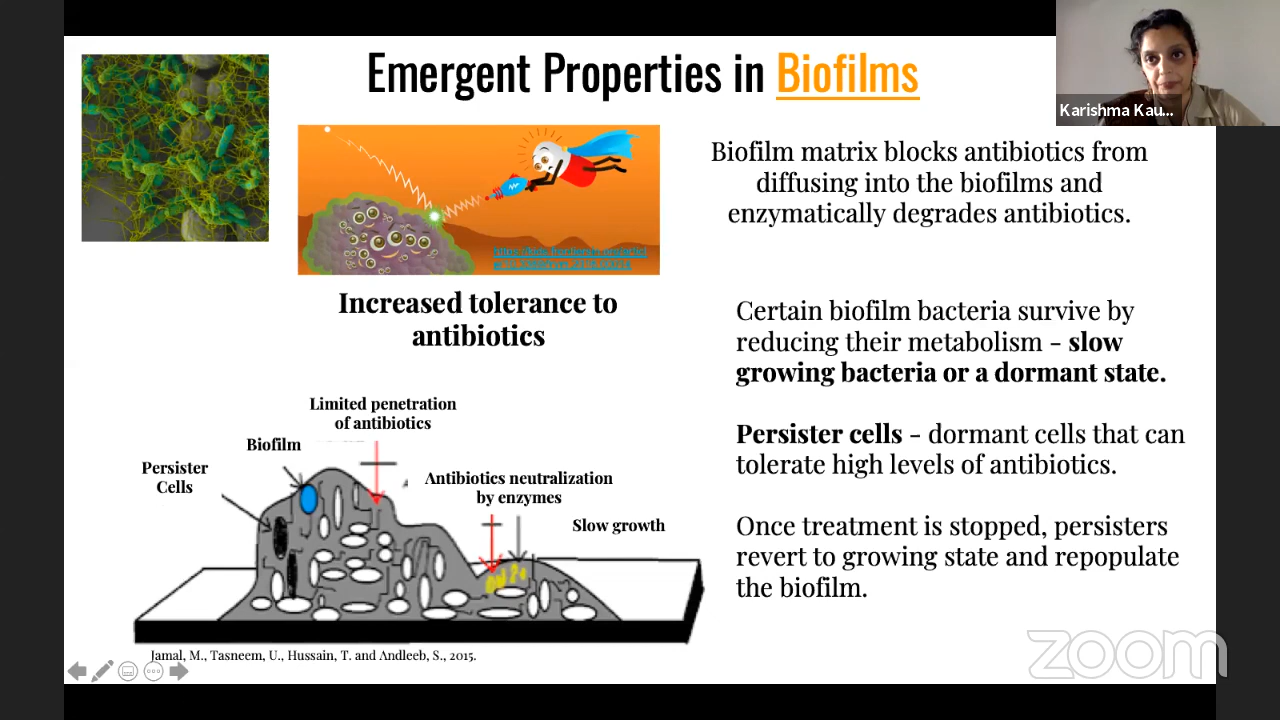 Emergent Properties in Biofilms
Karishma Kau...
Biofilm matrix blocks antibiotics from
diffusing into the biofilms and
enzymatically degrades antibiotics.
Increased tolerance to
antibiotics
Certain biofilm bacteria survive by
reducing their metabolism - slow
growing bacteria or a dormant state.
Persister cells - dormant cells that can
tolerate high levels of antibiotics.
Once treatment is stopped, persisters
revert to growing state and repopulate
the biofilm.
Limited penetration
of antibiotics
Biofilm
Persister
Cells
Antibiotics neutralization
by enzymes
Slow growth
Jamal, M., Tasneem, U., Hussain, T. and Andleeb, S., 2015.
zoom